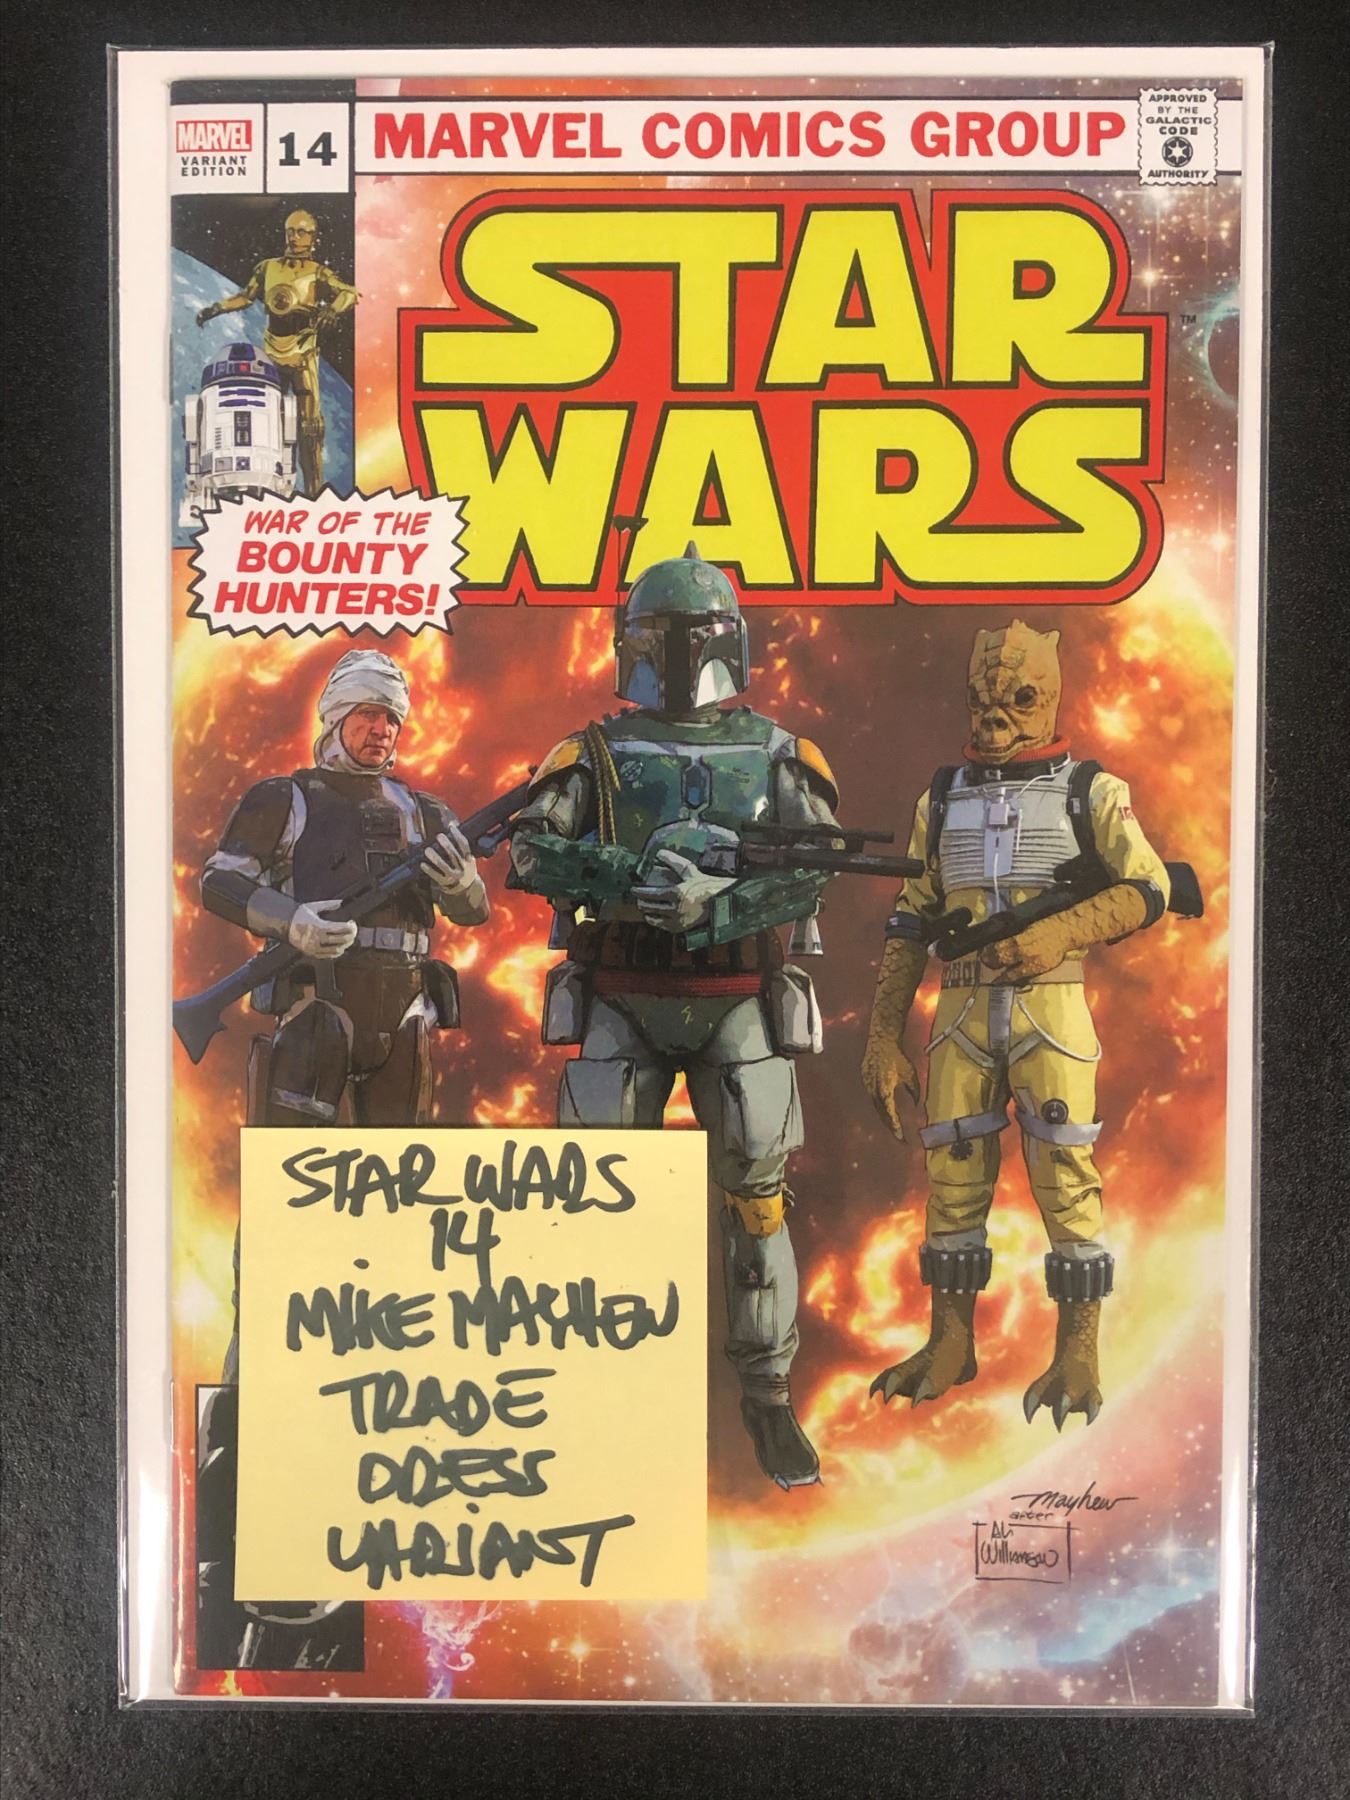 MARVEL
VARIANT
EDITION
14
MARVEL COMICS GROUP
APPROVED
BY THE
GALACTIC
CODE
AUTHORITY
STAR
WARS
TM
WAR OF THE
BOUNTY
HUNTERS!
STAR WARS
14
MIKE MAYHEW
TRADE
DRESS
VARIANT
Mayhew
after
Al
Williamson